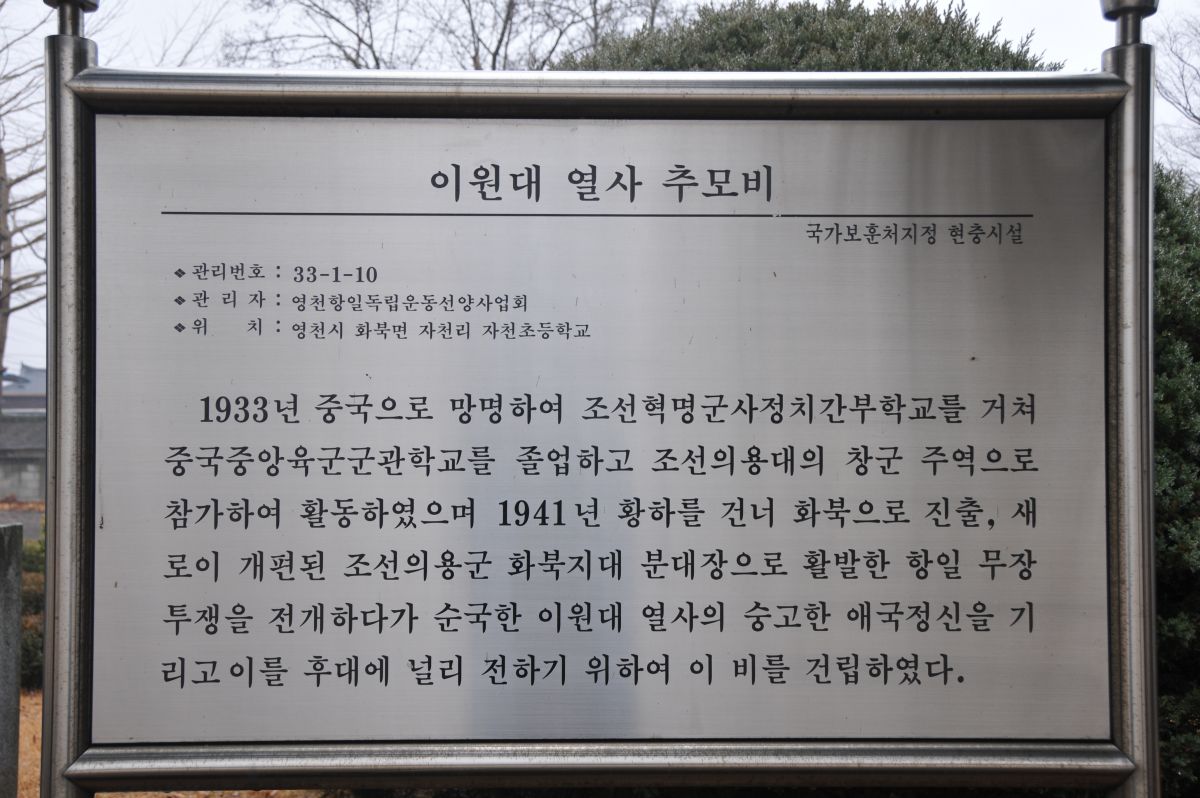 이원대 열사 추모비
국가보훈처지정 현충시설
❖ 관리번호 : 33-1-10
❖ 관 리 자 : 영천항일독립운동선양사업회
❖ 위 치 : 영천시 화북면 자천리 자천초등학교
1933년 중국으로 망명하여 조선혁명군사정치간부학교를 거쳐
중국중앙육군군관학교를 졸업하고 조선의용대의 창군 주역으로
참가하여 활동하였으며 1941년 황하를 건너 화북으로 진출, 새
로이 개편된 조선의용군 화북지대 분대장으로 활발한 항일 무장
투쟁을 전개하다가 순국한 이원대 열사의 숭고한 애국정신을 기
리고 이를 후대에 널리 전하기 위하여 이 비를 건립하였다.